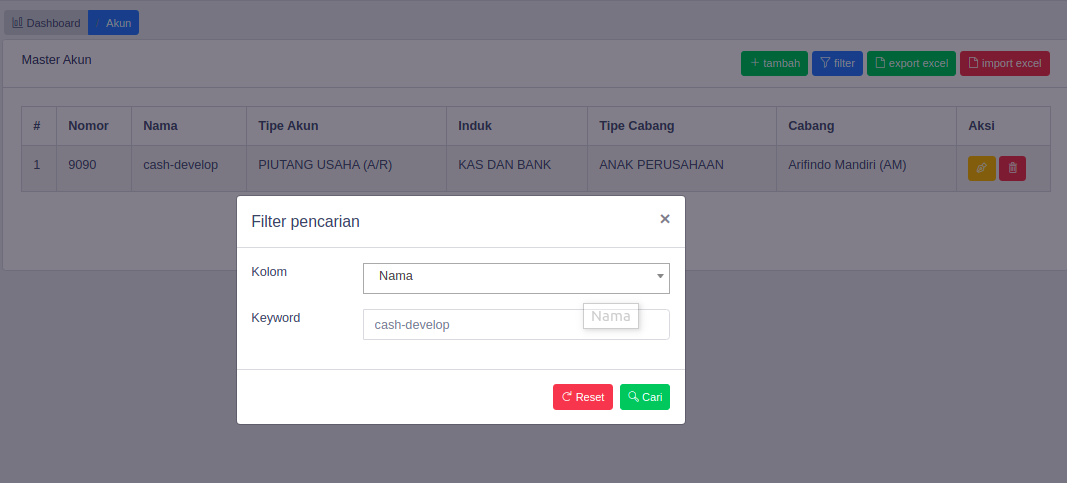 Dashboard Akun
Master Akun
tambah filter export excel import excel
# Nomor Nama Tipe Akun Induk Tipe Cabang Cabang Aksi
1 9090 cash-develop PIUTANG USAHA (A/R) KAS DAN BANK ANAK PERUSAHAAN Arifindo Mandiri (AM)
Filter pencarian ×
Kolom Nama
Keyword cash-develop
Nama
Reset Cari